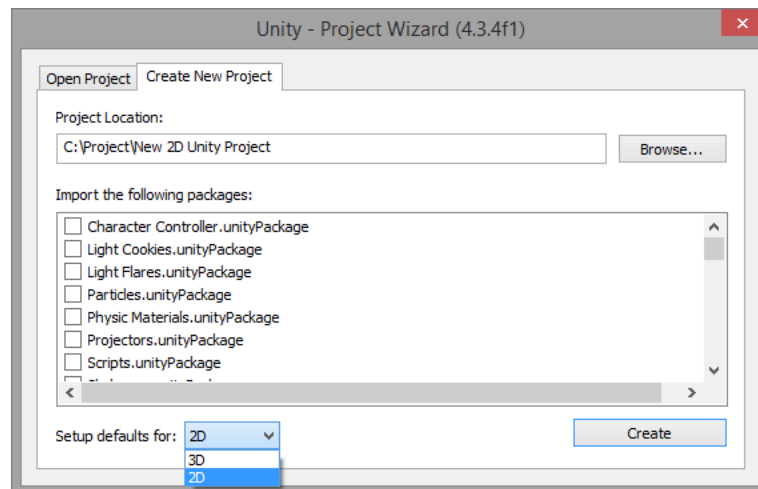 Unity - Project Wizard (4.3.4f1)
Open Project
Create New Project
Project Location:
C:\Project\New 2D Unity Project
Browse...
Import the following packages:
Character Controller.unityPackage
Light Cookies.unityPackage
Light Flares.unityPackage
Particles.unityPackage
Physic Materials.unityPackage
Projectors.unityPackage
Scripts.unityPackage
Setup defaults for: 2D
Create
3D
2D